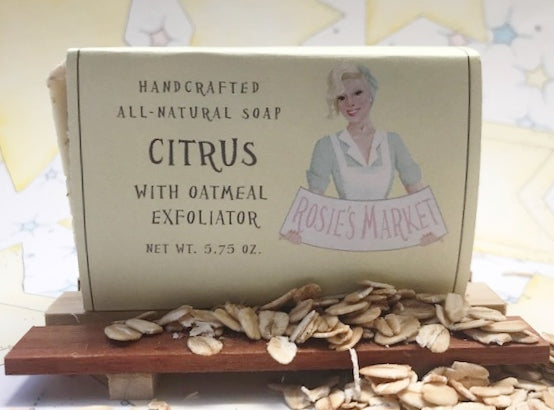 HANDCRAFTED
ALL-NATURAL SOAP
CITRUS
WITH OATMEAL
EXFOLIATOR
NET WT. 5.75 OZ.
ROSIE'S MARKET